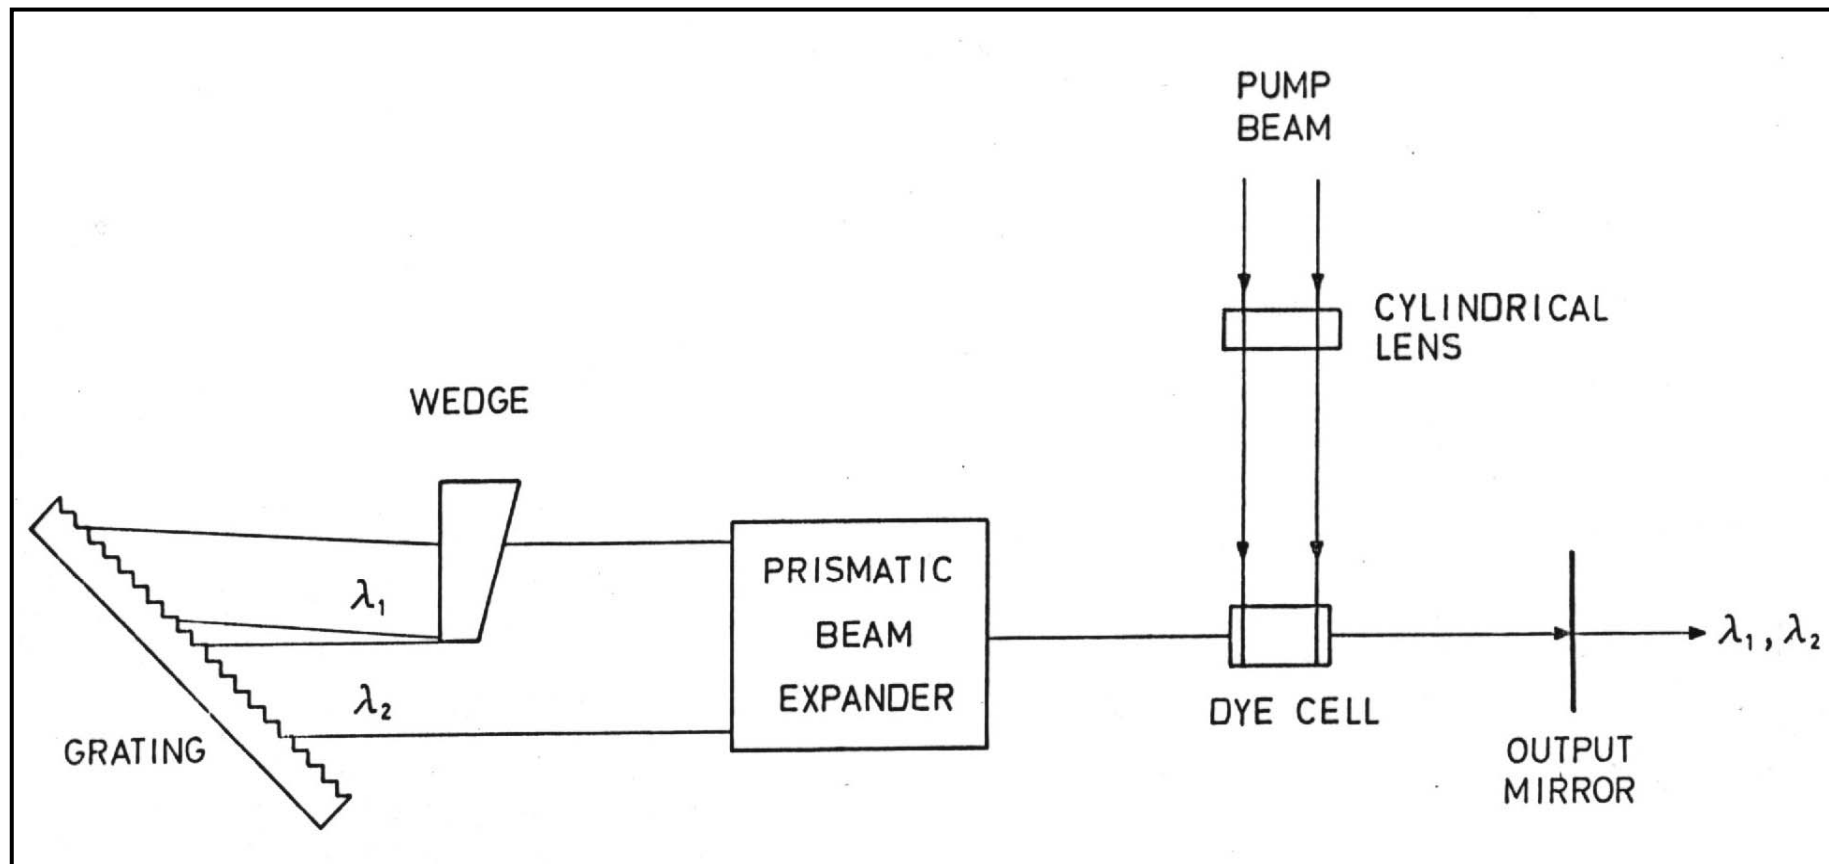 PUMP
BEAM
CYLINDRICAL
LENS
WEDGE
λ₁
PRISMATIC
BEAM
EXPANDER
λ₁, λ₂
λ₂
DYE CELL
GRATING
OUTPUT
MIRROR